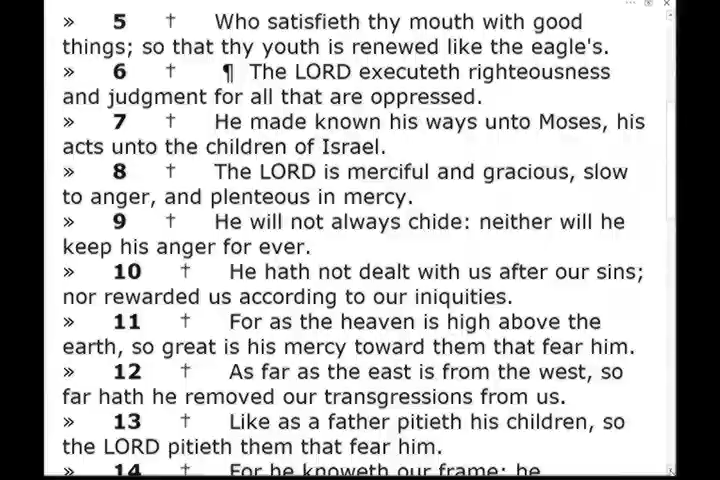 » 5 † Who satisfieth thy mouth with good
things; so that thy youth is renewed like the eagle's.
» 6 † ¶ The LORD executeth righteousness
and judgment for all that are oppressed.
» 7 † He made known his ways unto Moses, his
acts unto the children of Israel.
» 8 † The LORD is merciful and gracious, slow
to anger, and plenteous in mercy.
» 9 † He will not always chide: neither will he
keep his anger for ever.
» 10 † He hath not dealt with us after our sins;
nor rewarded us according to our iniquities.
» 11 † For as the heaven is high above the
earth, so great is his mercy toward them that fear him.
» 12 † As far as the east is from the west, so
far hath he removed our transgressions from us.
» 13 † Like as a father pitieth his children, so
the LORD pitieth them that fear him.
» 14 † For he knoweth our frame; he